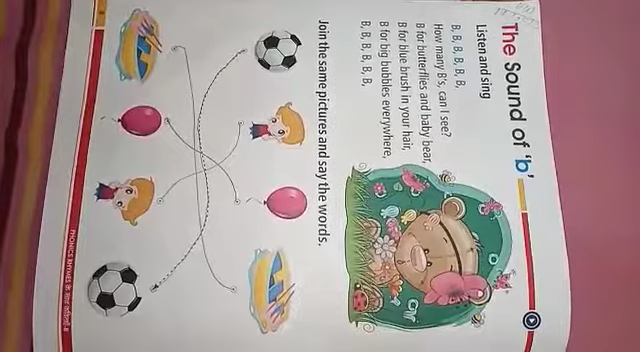 The Sound of 'b'
Listen and sing
B, B, B, B, B, B,
How many B's, can I see?
B for butterflies and baby bear,
B for blue brush in your hair,
B for big bubbles everywhere,
B, B, B, B, B, B.
Join the same pictures and say the words.